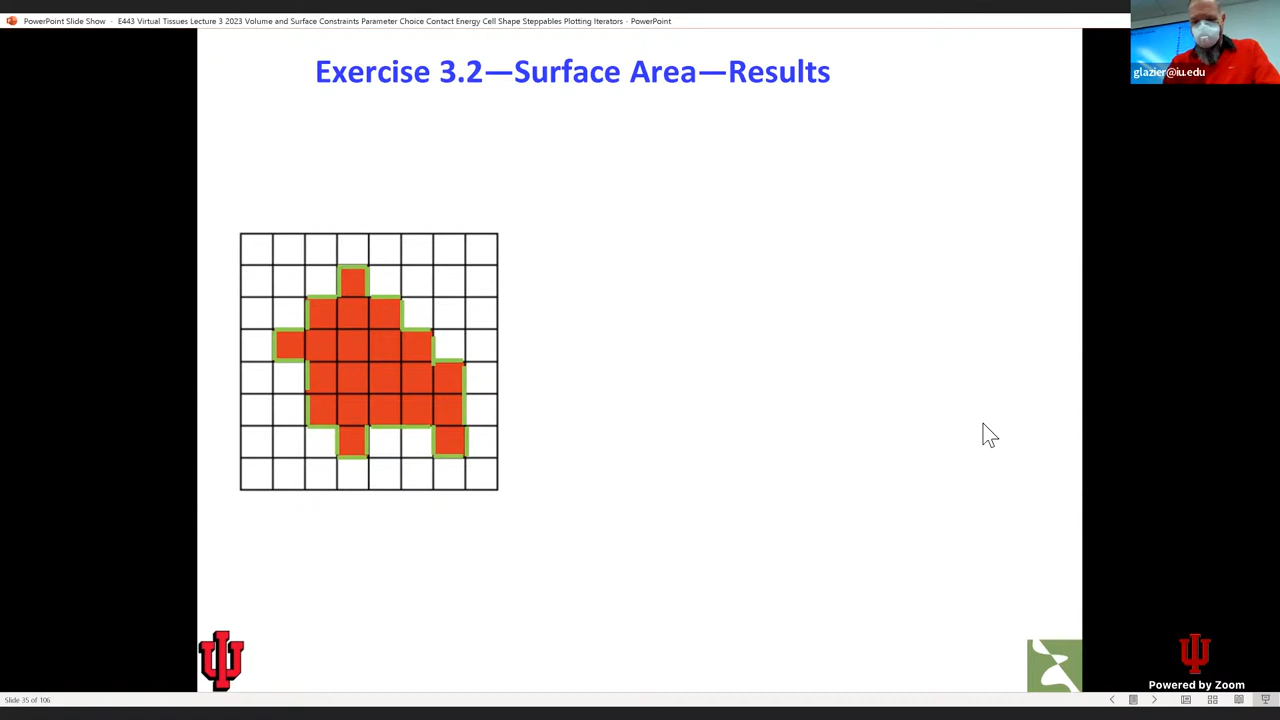 PowerPoint Slide Show - E443 Virtual Tissues Lecture 3 2023 Volume and Surface Constraints Parameter Choice Contact Energy Cell Shape Steppables Plotting Iterators - PowerPoint
glazier@iu.edu
Exercise 3.2—Surface Area—Results
Powered by Zoom
Slide 35 of 106